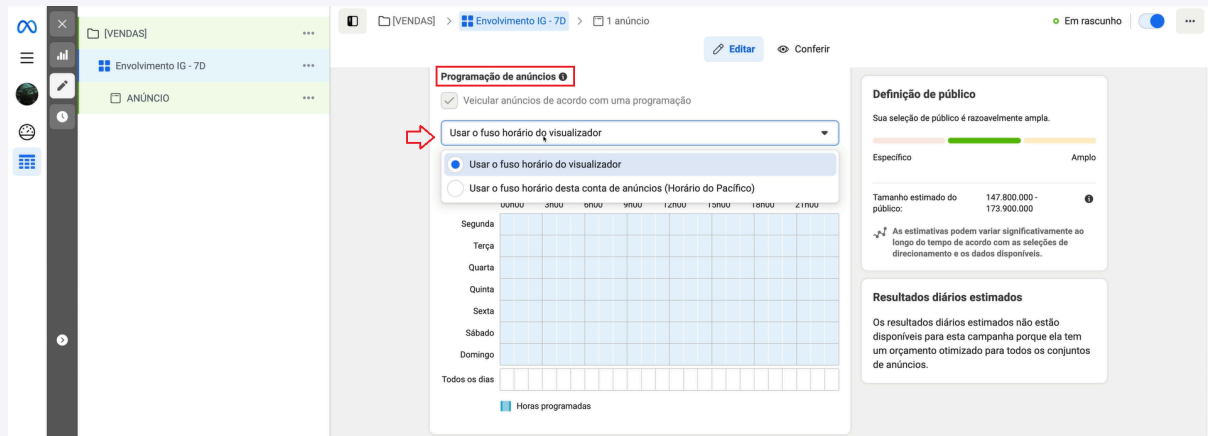 [VENDAS]
Envolvimento IG - 7D
ANÚNCIO
[VENDAS] > Envolvimento IG - 7D > 1 anúncio
Em rascunho
Editar
Conferir
Programação de anúncios
Veicular anúncios de acordo com uma programação
Usar o fuso horário do visualizador
Usar o fuso horário do visualizador
Usar o fuso horário desta conta de anúncios (Horário do Pacífico)
00h00 3h00 6h00 9h00 12h00 15h00 18h00 21h00
Segunda
Terça
Quarta
Quinta
Sexta
Sábado
Domingo
Todos os dias
Horas programadas
Definição de público
Sua seleção de público é razoavelmente ampla.
Específico Amplo
Tamanho estimado do 147.800.000 -
público: 173.900.000
As estimativas podem variar significativamente ao
longo do tempo de acordo com as seleções de
direcionamento e os dados disponíveis.
Resultados diários estimados
Os resultados diários estimados não estão
disponíveis para esta campanha porque ela tem
um orçamento otimizado para todos os conjuntos
de anúncios.